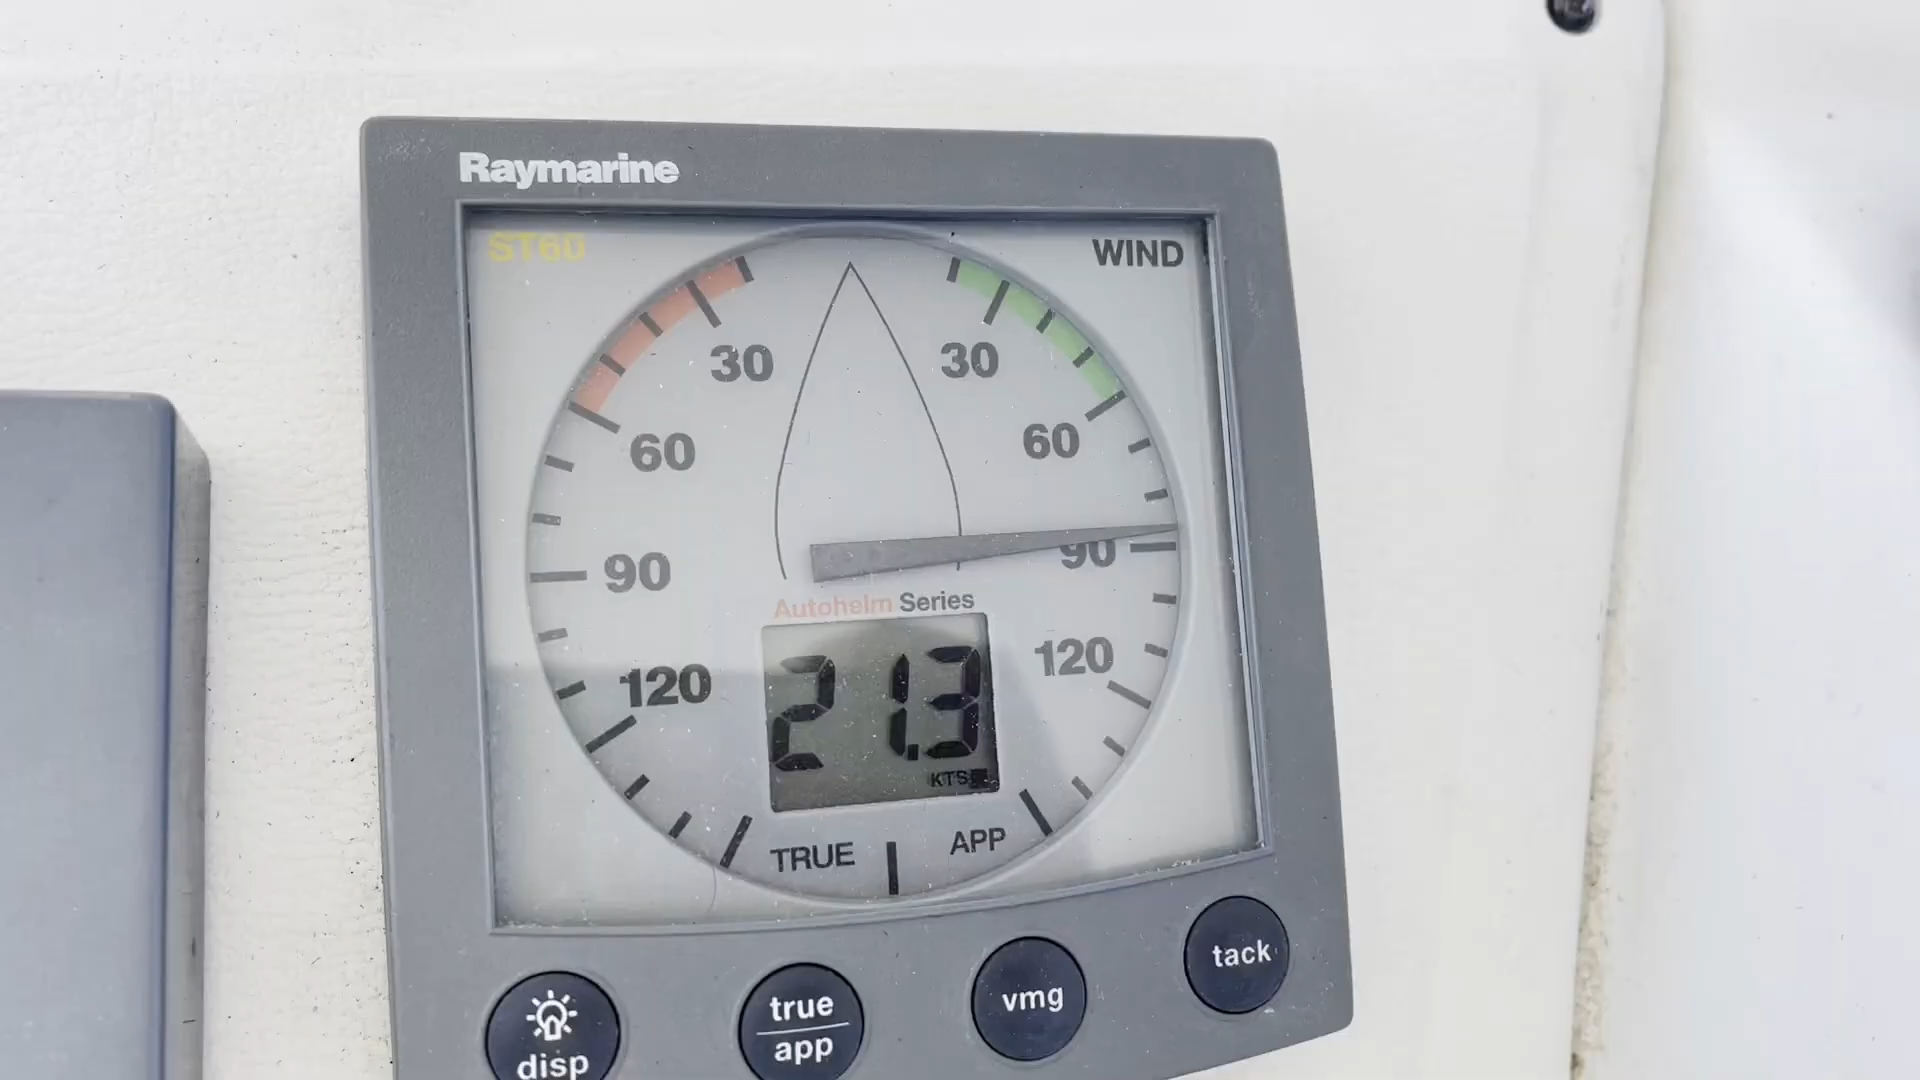 Raymarine
ST60
WIND
30 30
60 60
90 90
Autohelm Series
120 120
21.3
KTS
TRUE APP
disp
true
app
vmg
tack